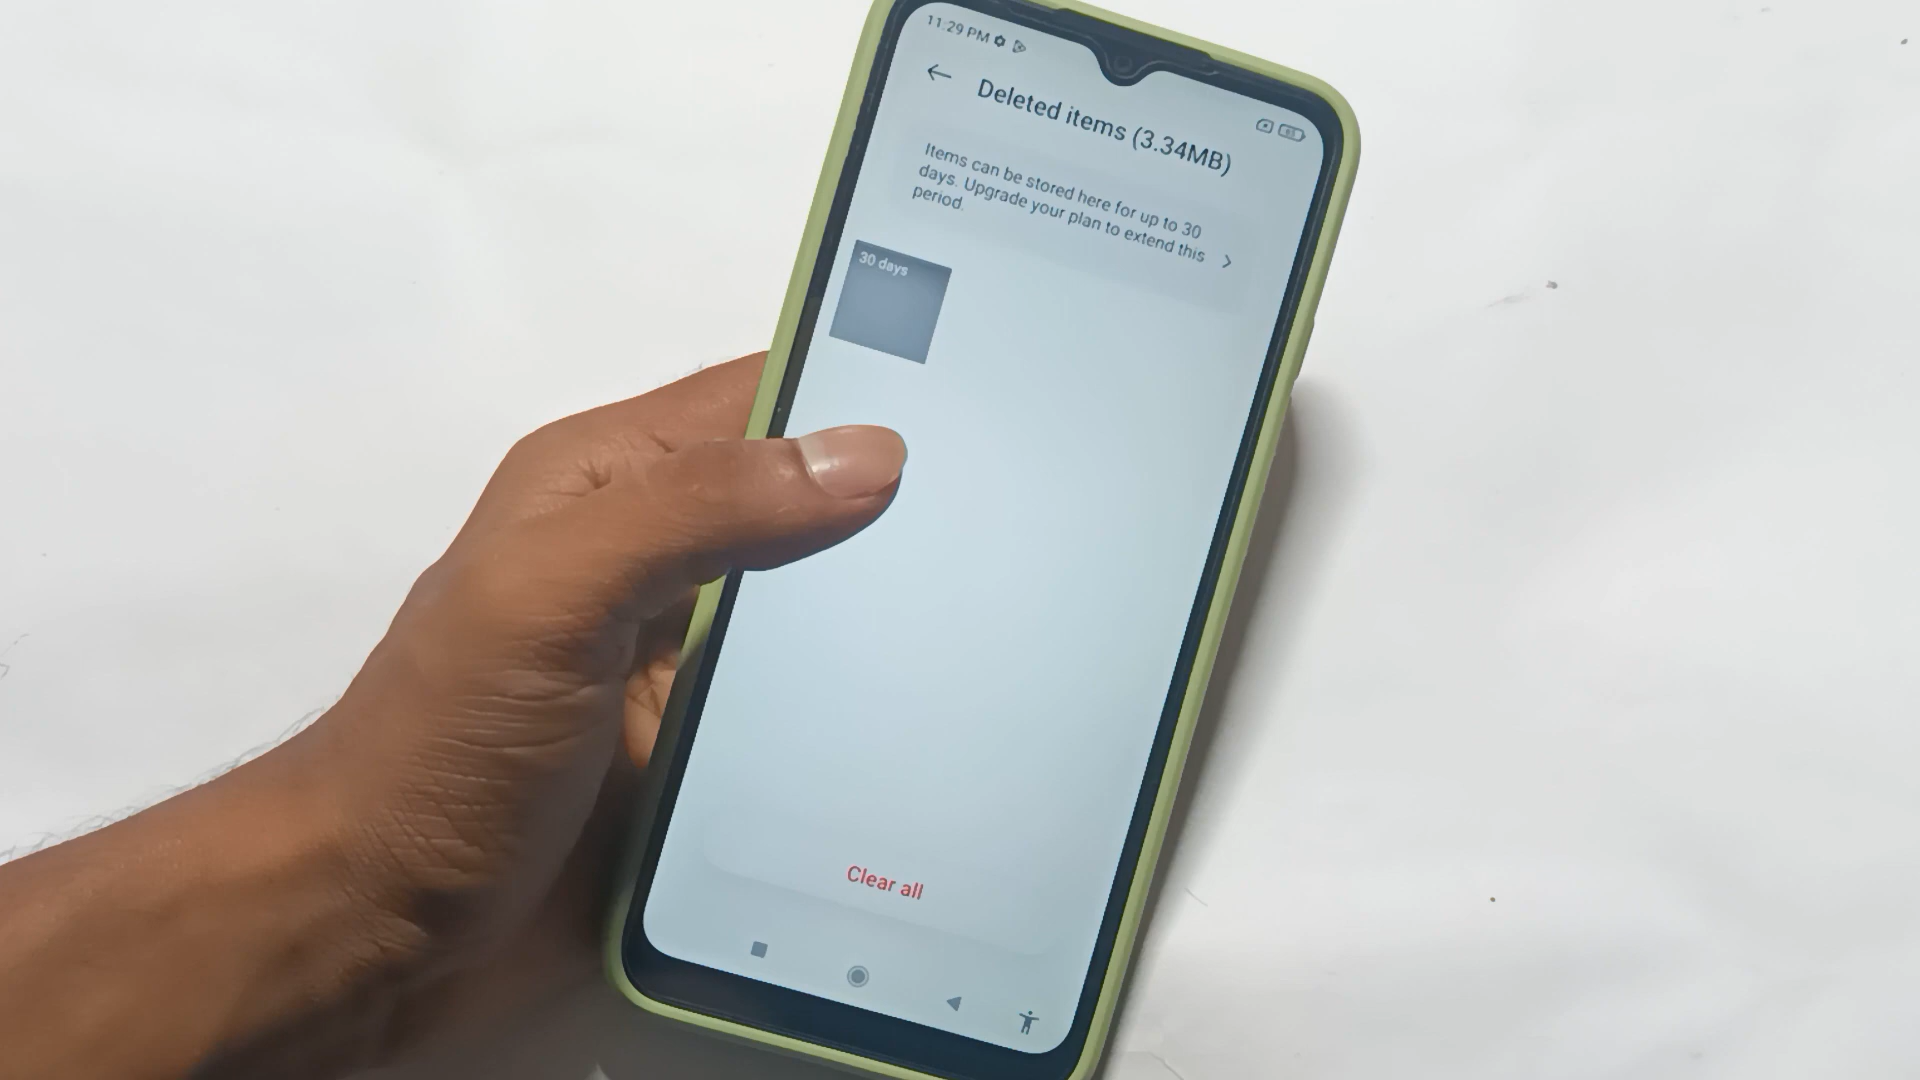 11:29 PM
Deleted items (3.34MB)
Items can be stored here for up to 30
days. Upgrade your plan to extend this
period.
30 days
Clear all